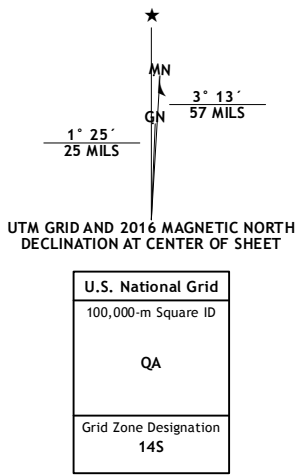 ★
MN
3° 13´
57 MILS
GN
1° 25´
25 MILS
UTM GRID AND 2016 MAGNETIC NORTH
DECLINATION AT CENTER OF SHEET
U.S. National Grid
100,000-m Square ID
QA
Grid Zone Designation
14S